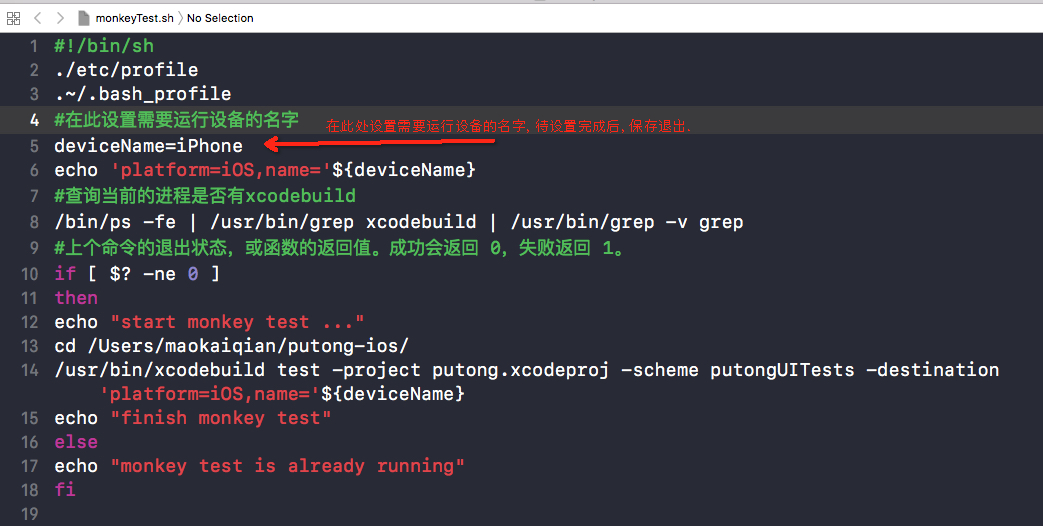 monkeyTest.sh 〉No Selection
1 #!/bin/sh
2 ./etc/profile
3 .~/.bash_profile
4 #在此设置需要运行设备的名字 在此处设置需要运行设备的名字, 待设置完成后, 保存退出.
5 deviceName=iPhone
6 echo 'platform=iOS,name='${deviceName}
7 #查询当前的进程是否有xcodebuild
8 /bin/ps -fe | /usr/bin/grep xcodebuild | /usr/bin/grep -v grep
9 #上个命令的退出状态，或函数的返回值。成功会返回 0，失败返回 1。
10 if [ $? -ne 0 ]
11 then
12 echo "start monkey test ..."
13 cd /Users/maokaiqian/putong-ios/
14 /usr/bin/xcodebuild test -project putong.xcodeproj -scheme putongUITests -destination
'platform=iOS,name='${deviceName}
15 echo "finish monkey test"
16 else
17 echo "monkey test is already running"
18 fi
19